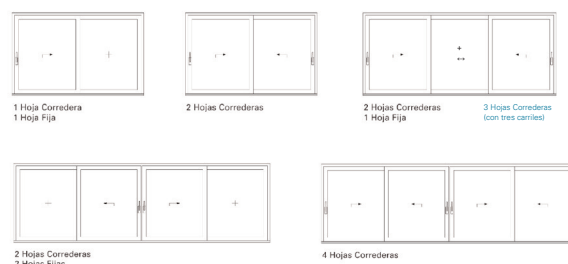 1 Hoja Corredera
1 Hoja Fija
2 Hojas Correderas
2 Hojas Correderas
1 Hoja Fija
3 Hojas Correderas
(con tres carriles)
2 Hojas Correderas
2 Hojas Fijas
4 Hojas Correderas